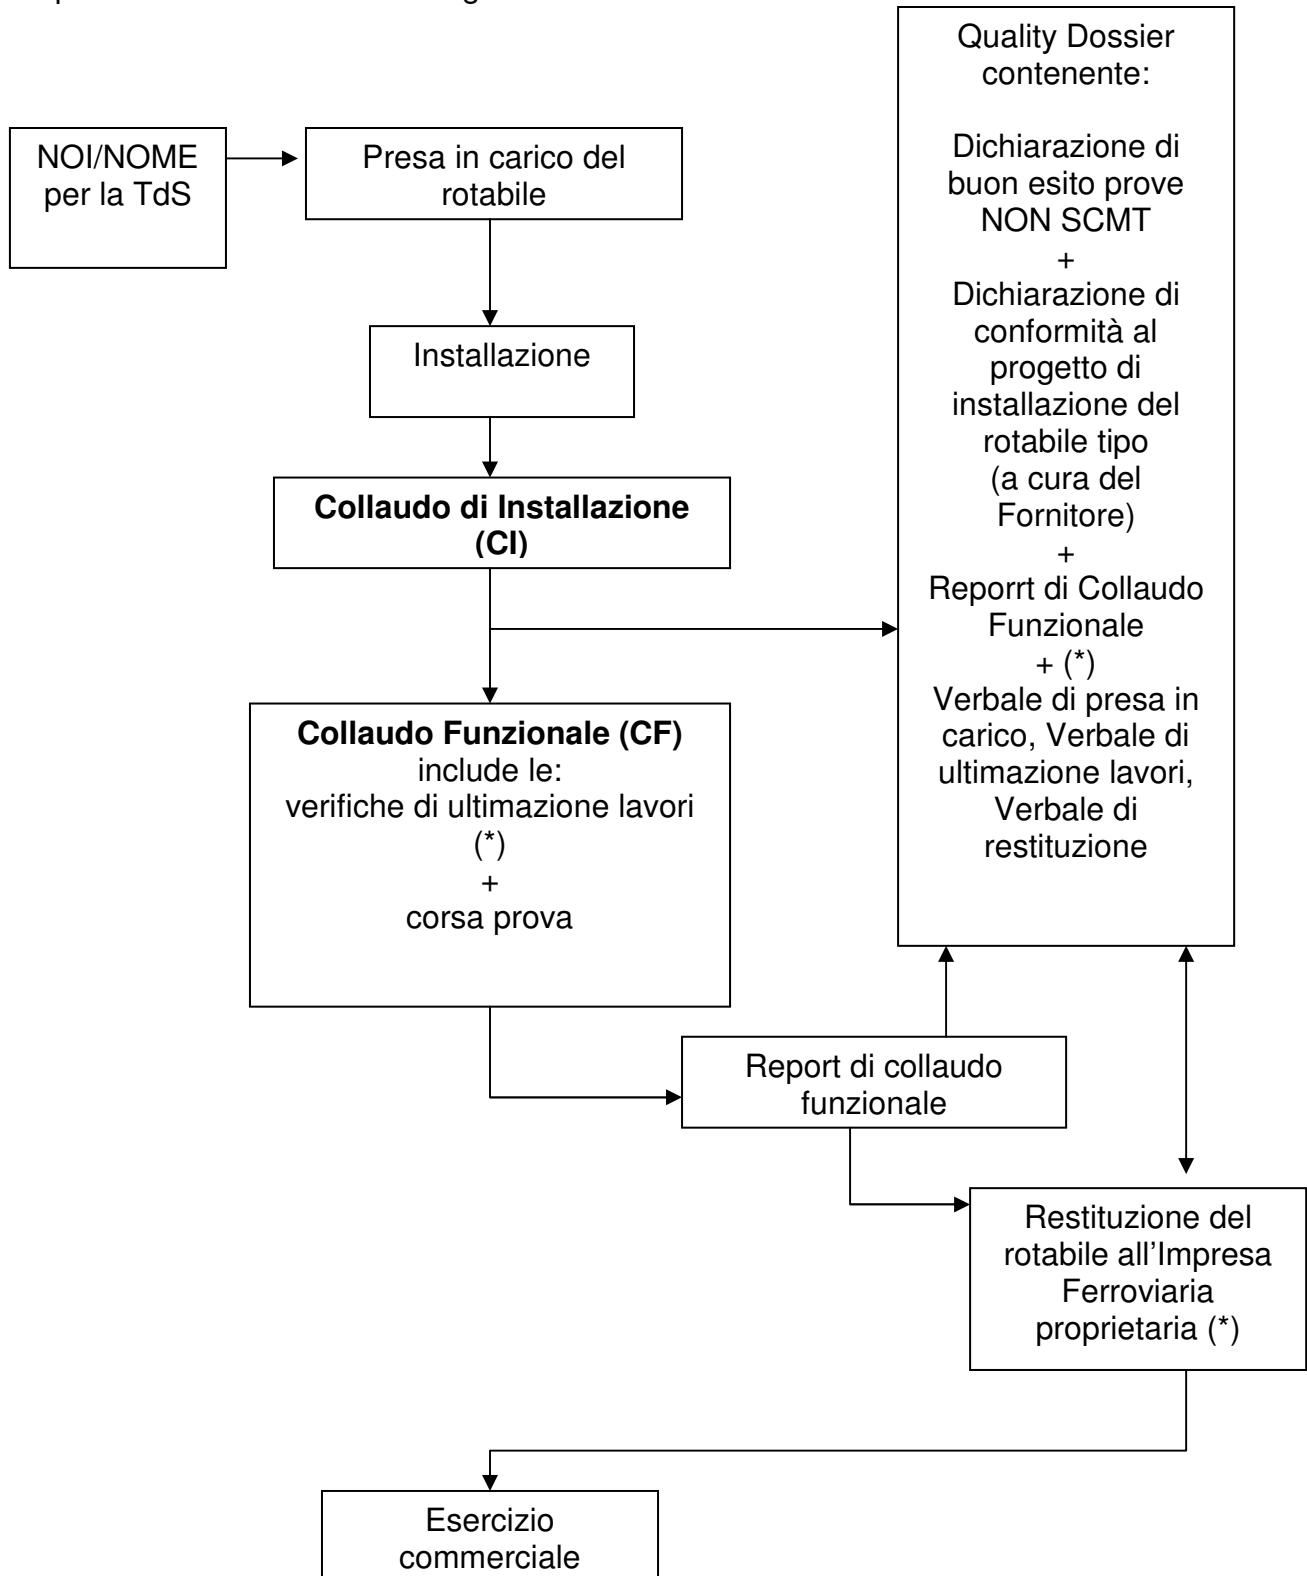 NOI/NOME
per la TdS
Presa in carico del
rotabile
Installazione
Collaudo di Installazione
(CI)
Collaudo Funzionale (CF)
include le:
verifiche di ultimazione lavori
(*)
+
corsa prova
Quality Dossier
contenente:
Dichiarazione di
buon esito prove
NON SCMT
+
Dichiarazione di
conformità al
progetto di
installazione del
rotabile tipo
(a cura del
Fornitore)
+
Reporrt di Collaudo
Funzionale
+ (*)
Verbale di presa in
carico, Verbale di
ultimazione lavori,
Verbale di
restituzione
Report di collaudo
funzionale
Restituzione del
rotabile all'Impresa
Ferroviaria
proprietaria (*)
Esercizio
commerciale